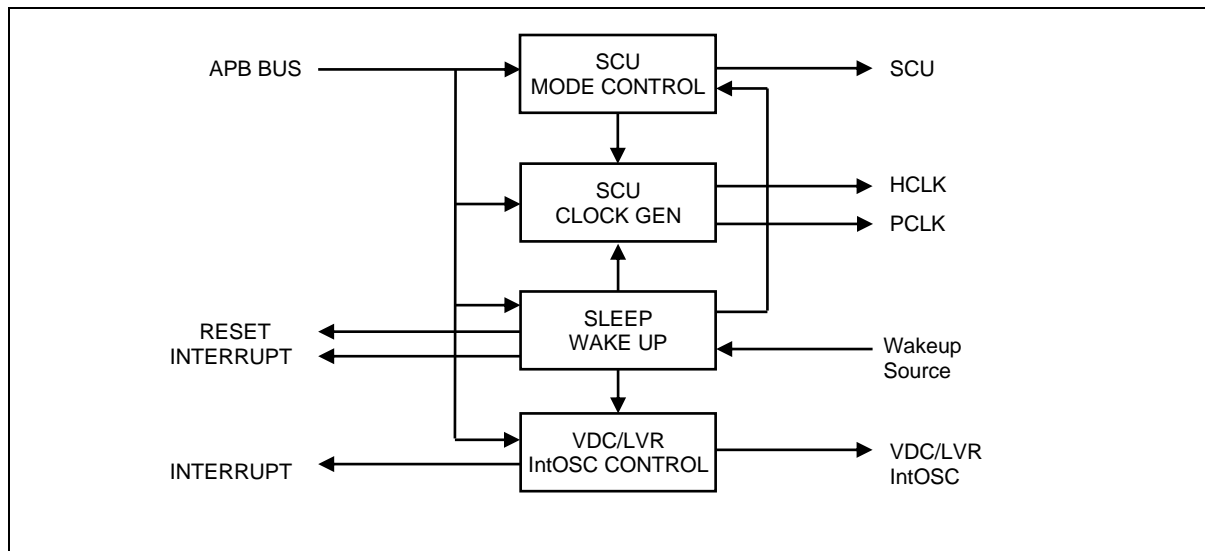 APB BUS
SCU
MODE CONTROL
SCU
SCU
CLOCK GEN
HCLK
PCLK
RESET
INTERRUPT
SLEEP
WAKE UP
Wakeup
Source
INTERRUPT
VDC/LVR
IntOSC CONTROL
VDC/LVR
IntOSC